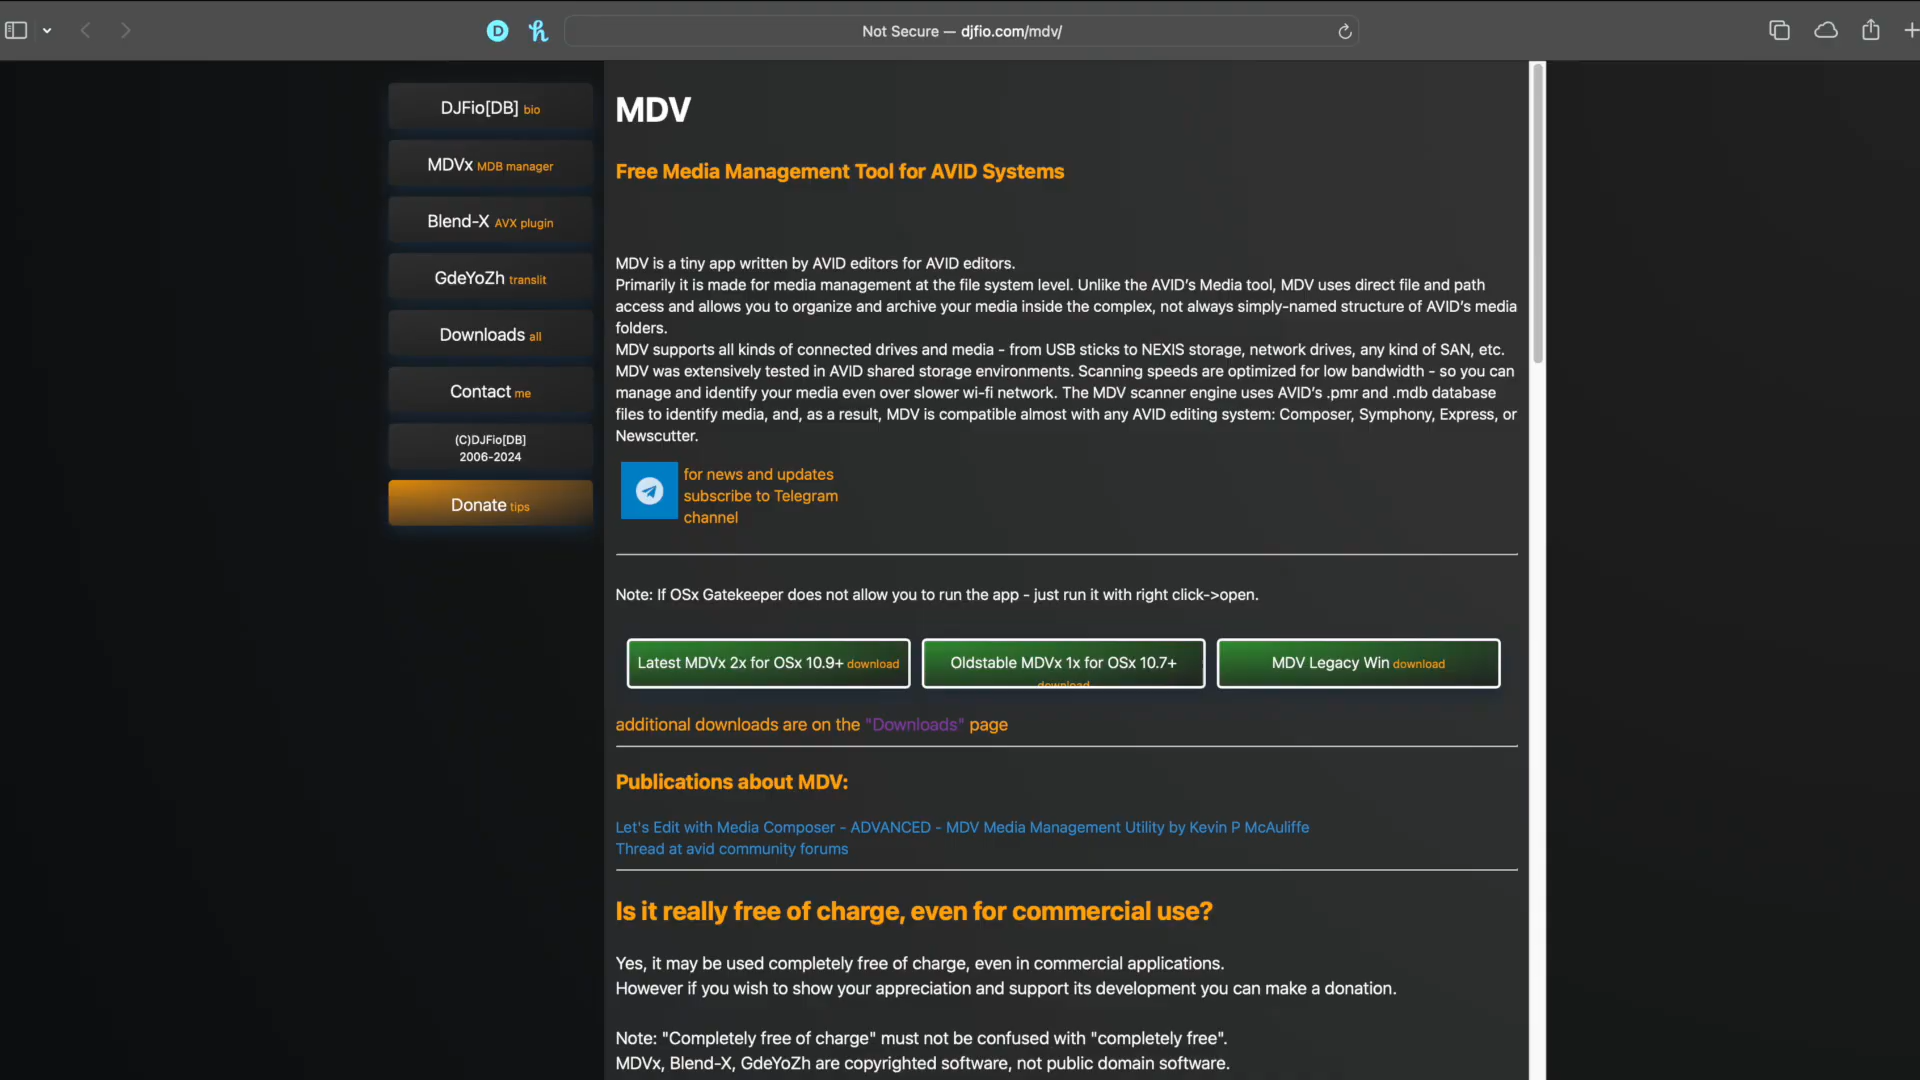 Not Secure — djfio.com/mdv/
DJFio[DB] bio
MDVx MDB manager
Blend-X AVX plugin
GdeYoZh translit
Downloads all
Contact me
(C)DJFio[DB]
2006-2024
Donate tips
MDV
Free Media Management Tool for AVID Systems
MDV is a tiny app written by AVID editors for AVID editors.
Primarily it is made for media management at the file system level. Unlike the AVID's Media tool, MDV uses direct file and path
access and allows you to organize and archive your media inside the complex, not always simply-named structure of AVID's media
folders.
MDV supports all kinds of connected drives and media - from USB sticks to NEXIS storage, network drives, any kind of SAN, etc.
MDV was extensively tested in AVID shared storage environments. Scanning speeds are optimized for low bandwidth - so you can
manage and identify your media even over slower wi-fi network. The MDV scanner engine uses AVID's .pmr and .mdb database
files to identify media, and, as a result, MDV is compatible almost with any AVID editing system: Composer, Symphony, Express, or
Newscutter.
for news and updates
subscribe to Telegram
channel
Note: If OSx Gatekeeper does not allow you to run the app - just run it with right click->open.
Latest MDVx 2x for OSx 10.9+ download
Oldstable MDVx 1x for OSx 10.7+
download
MDV Legacy Win download
additional downloads are on the "Downloads" page
Publications about MDV:
Let's Edit with Media Composer - ADVANCED - MDV Media Management Utility by Kevin P McAuliffe
Thread at avid community forums
Is it really free of charge, even for commercial use?
Yes, it may be used completely free of charge, even in commercial applications.
However if you wish to show your appreciation and support its development you can make a donation.
Note: "Completely free of charge" must not be confused with "completely free".
MDVx, Blend-X, GdeYoZh are copyrighted software, not public domain software.